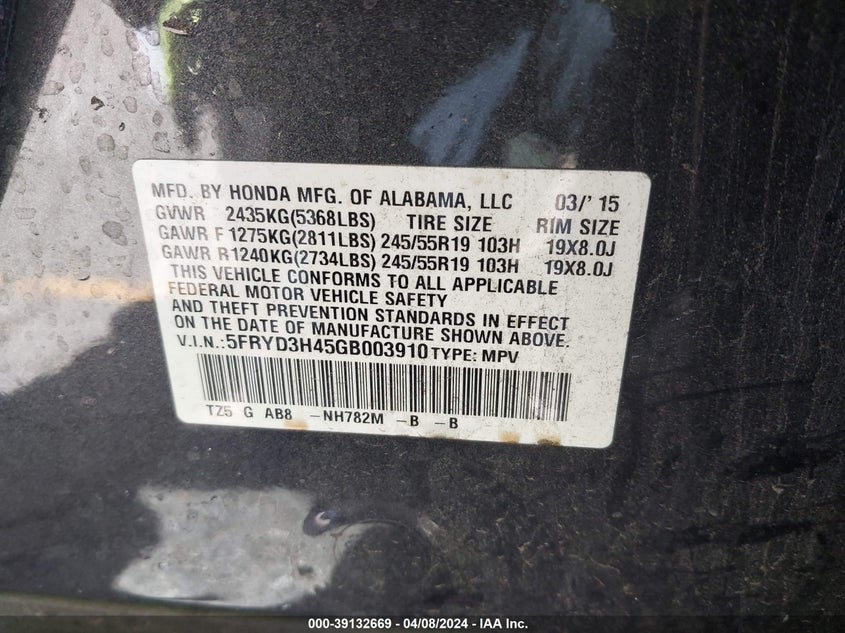 MFD. BY HONDA MFG. OF ALABAMA, LLC 03/' 15
GVWR 2435KG(5368LBS) TIRE SIZE RIM SIZE
GAWR F 1275KG(2811LBS) 245/55R19 103H 19X8.0J
GAWR R 1240KG(2734LBS) 245/55R19 103H 19X8.0J
THIS VEHICLE CONFORMS TO ALL APPLICABLE
FEDERAL MOTOR VEHICLE SAFETY
AND THEFT PREVENTION STANDARDS IN EFFECT
ON THE DATE OF MANUFACTURE SHOWN ABOVE.
V.I.N.:5FRYD3H45GB003910 TYPE: MPV
TZ5 G AB8 -NH782M -B -B
000-39132669 - 04/08/2024 - IAA Inc.